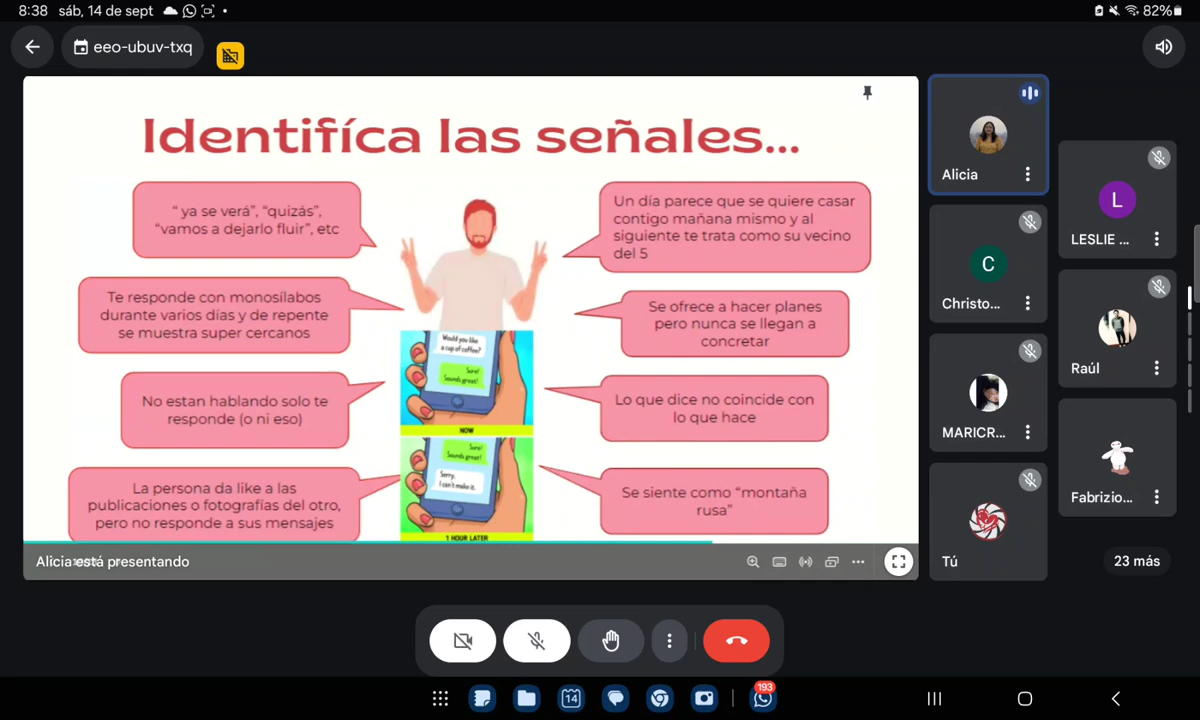 8:38 sáb, 14 de sept
82%
eeo-ubuv-txq
Identifíca las señales...
“ ya se verá”, “quizás”,
“vamos a dejarlo fluir”, etc
Te responde con monosílabos
durante varios días y de repente
se muestra super cercanos
No estan hablando solo te
responde (o ni eso)
La persona da like a las
publicaciones o fotografías del otro,
pero no responde a sus mensajes
Would you like
a cup of coffee?
Sure!
Sounds great!
NOW
Sure!
Sounds great!
Sorry,
I can't make it.
1 HOUR LATER
Un día parece que se quiere casar
contigo mañana mismo y al
siguiente te trata como su vecino
del 5
Se ofrece a hacer planes
pero nunca se llegan a
concretar
Lo que dice no coincide con
lo que hace
Se siente como “montaña
rusa”
Alicia está presentando
Alicia
L
LESLIE ...
C
Christo...
Raúl
MARICR...
Fabrizio...
Tú
23 más
14
193